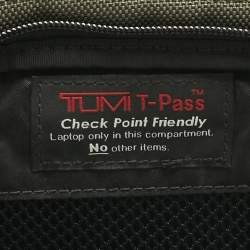 TUMI T-Pass™
Check Point Friendly
Laptop only in this compartment.
No other items.